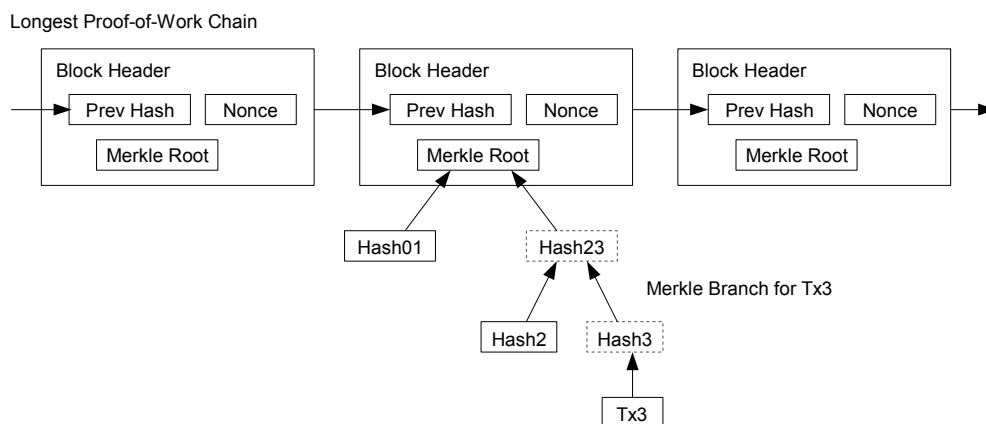 Longest Proof-of-Work Chain
Block Header
Prev Hash
Nonce
Merkle Root
Block Header
Prev Hash
Nonce
Merkle Root
Block Header
Prev Hash
Nonce
Merkle Root
Hash01
Hash23
Merkle Branch for Tx3
Hash2
Hash3
Tx3